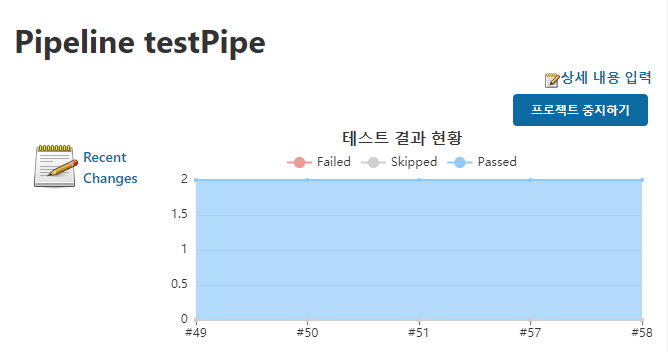 Pipeline testPipe
상세 내용 입력
프로젝트 중지하기
Recent
Changes
테스트 결과 현황
Failed Skipped Passed
2
1.5
1
0.5
0
#49 #50 #51 #57 #58